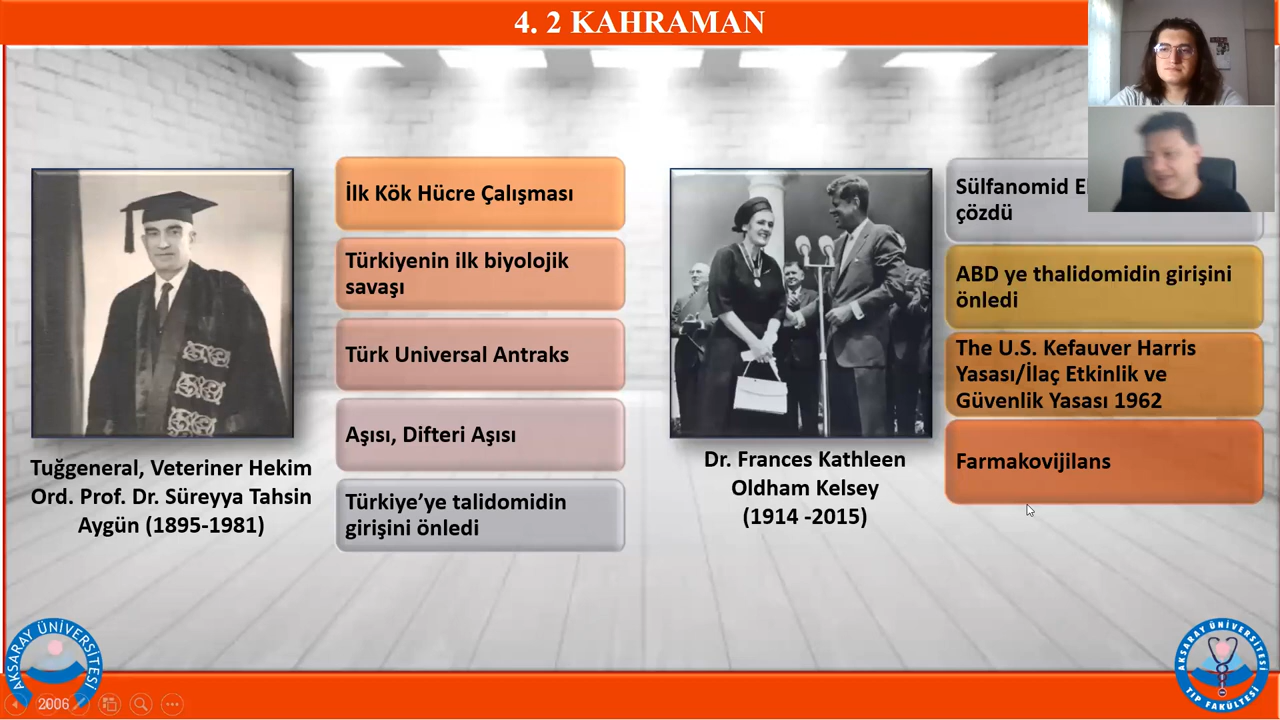 4. 2 KAHRAMAN
İlk Kök Hücre Çalışması
Türkiyenin ilk biyolojik
savaşı
Türk Universal Antraks
Aşısı, Difteri Aşısı
Türkiye’ye talidomidin
girişini önledi
Tuğgeneral, Veteriner Hekim
Ord. Prof. Dr. Süreyya Tahsin
Aygün (1895-1981)
Sülfanomid E
çözdü
ABD ye thalidomidin girişini
önledi
The U.S. Kefauver Harris
Yasası/İlaç Etkinlik ve
Güvenlik Yasası 1962
Farmakovijilans
Dr. Frances Kathleen
Oldham Kelsey
(1914 -2015)
AKSARAY ÜNİVERSİTESİ
2006
AKSARAY ÜNİVERSİTESİ
TIP FAKÜLTESİ